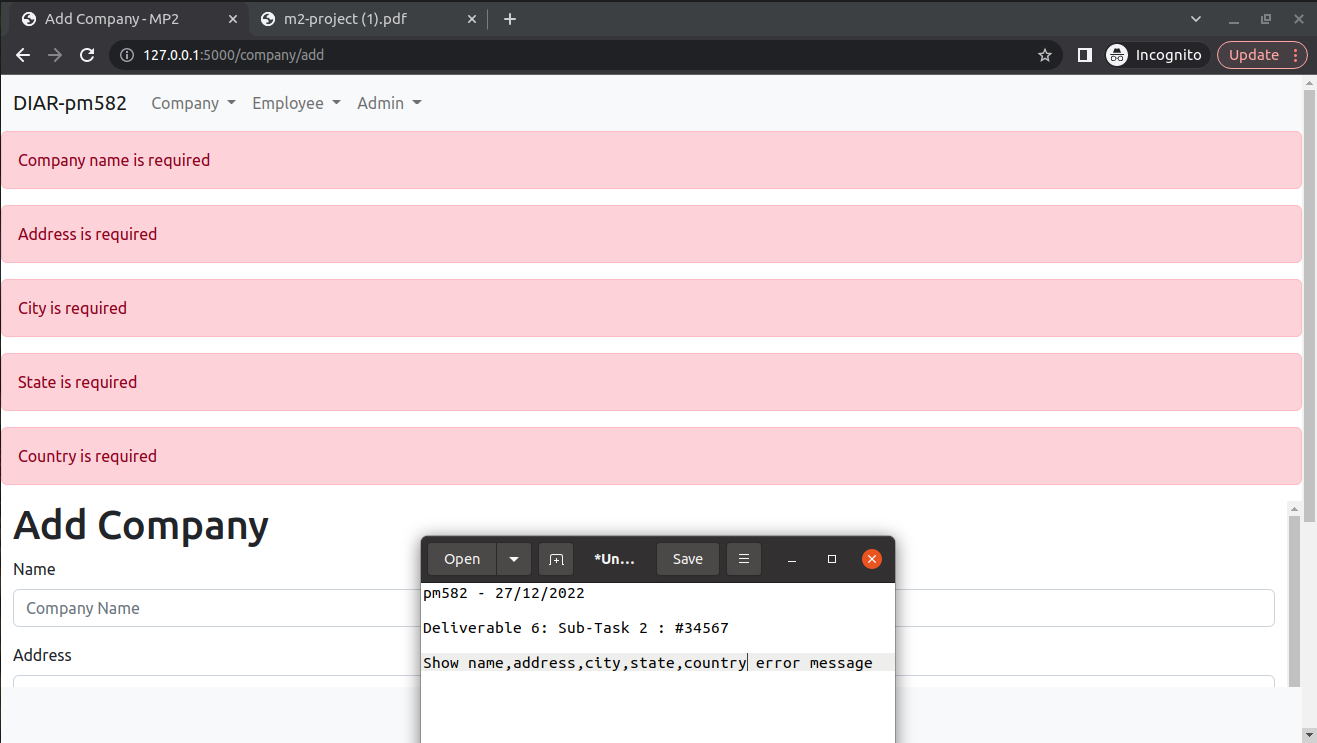 Add Company - MP2
m2-project (1).pdf
127.0.0.1:5000/company/add
Incognito
Update
DIAR-pm582 Company Employee Admin
Company name is required
Address is required
City is required
State is required
Country is required
Add Company
Name
Company Name
Address
Open *Un... Save
pm582 - 27/12/2022
Deliverable 6: Sub-Task 2 : #34567
Show name,address,city,state,country error message